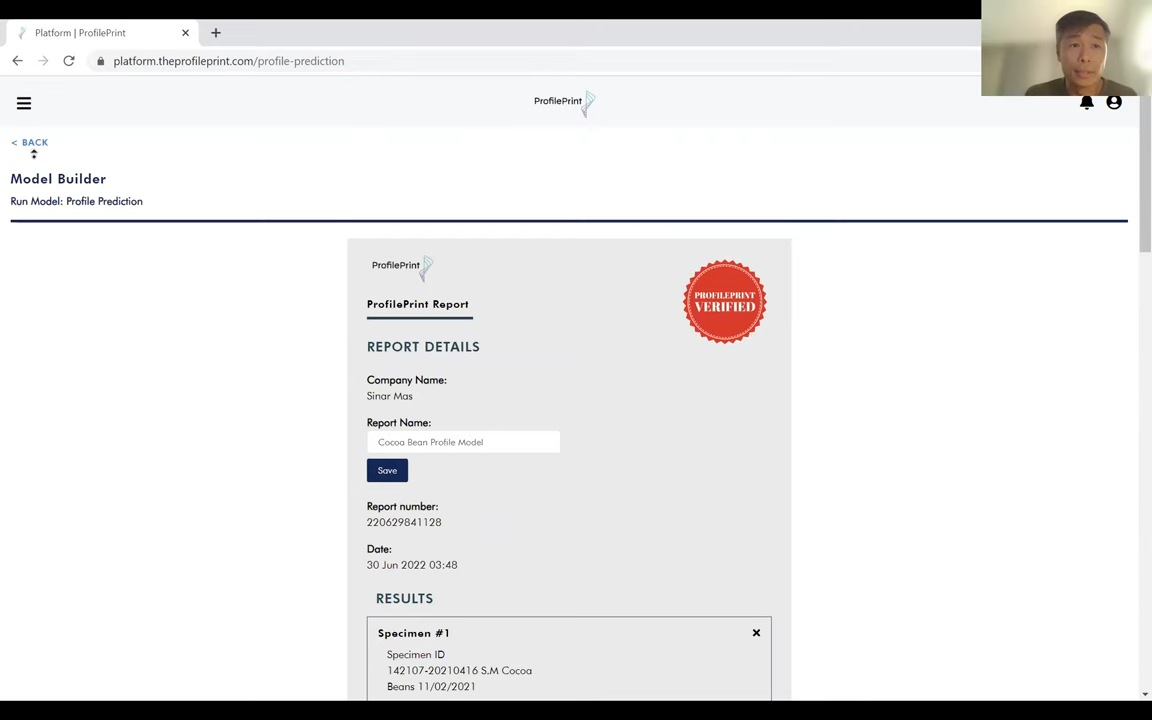 Platform | ProfilePrint
platform.theprofileprint.com/profile-prediction
ProfilePrint
< BACK
Model Builder
Run Model: Profile Prediction
ProfilePrint
PROFILEPRINT
VERIFIED
ProfilePrint Report
REPORT DETAILS
Company Name:
Sinar Mas
Report Name:
Cocoa Bean Profile Model
Save
Report number:
220629841128
Date:
30 Jun 2022 03:48
RESULTS
Specimen #1
Specimen ID
142107-20210416 S.M Cocoa
Beans 11/02/2021